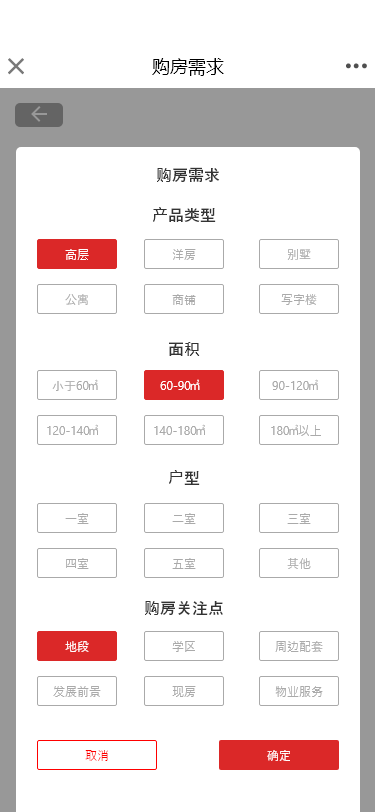 购房需求
购房需求
产品类型
高层 洋房 别墅
公寓 商铺 写字楼
面积
小于60㎡ 60-90㎡ 90-120㎡
120-140㎡ 140-180㎡ 180㎡以上
户型
一室 二室 三室
四室 五室 其他
购房关注点
地段 学区 周边配套
发展前景 现房 物业服务
取消 确定